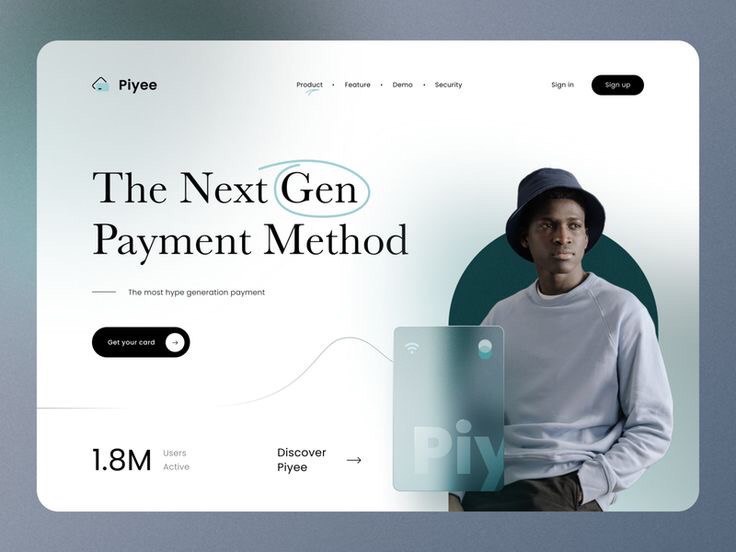 Piyee
Product • Feature • Demo • Security
Sign in
Sign up
The Next Gen
Payment Method
The most hype generation payment
Get your card
1.8M
Users
Active
Discover
Piyee
Piy